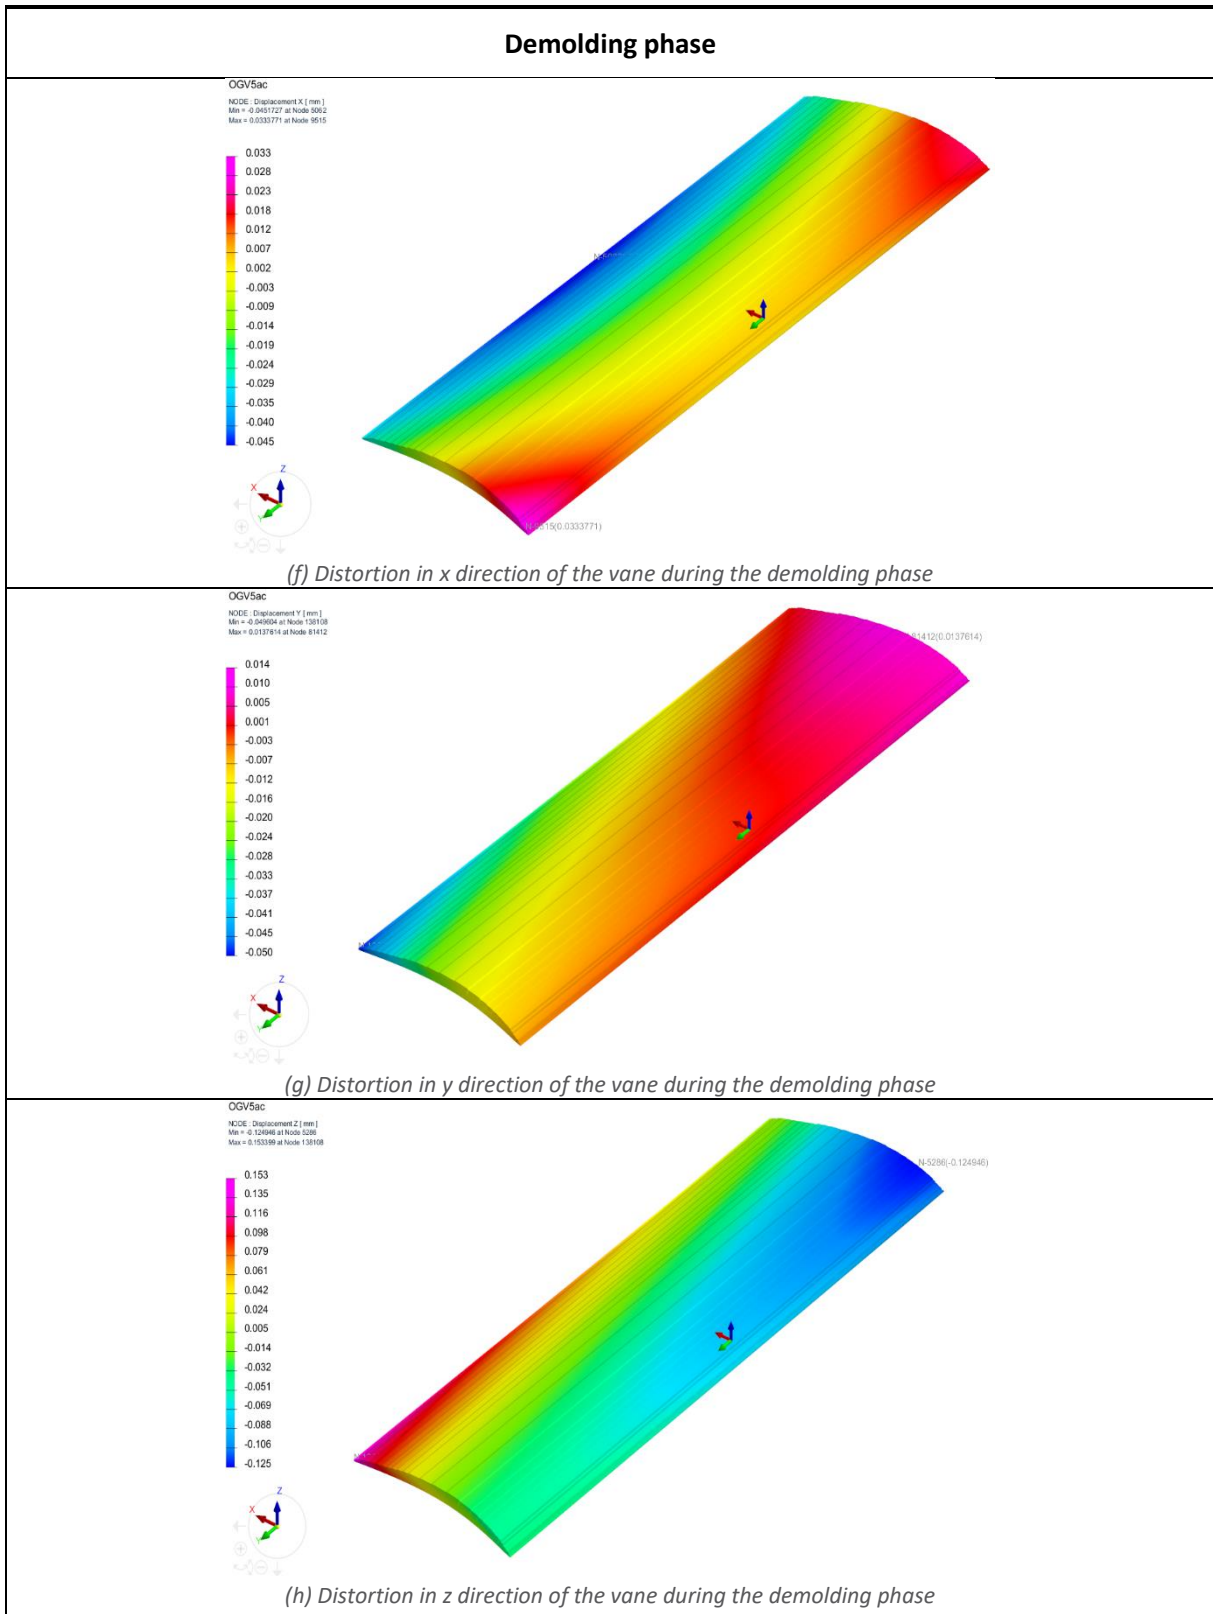 Demolding phase
OGV5ac
NODE : Displacement X [ mm ]
Min = -0.0451727 at Node 5062
Max = 0.0333771 at Node 9515
0.033
0.028
0.023
0.018
0.012
0.007
0.002
-0.003
-0.009
-0.014
-0.019
-0.024
-0.029
-0.035
-0.040
-0.045
Z
X
Y
(0.0333771)
(f) Distortion in x direction of the vane during the demolding phase
OGV5ac
NODE : Displacement Y [ mm ]
Min = -0.049604 at Node 138108
Max = 0.0137614 at Node 81412
81412(0.0137614)
0.014
0.010
0.005
0.001
-0.003
-0.007
-0.012
-0.016
-0.020
-0.024
-0.028
-0.033
-0.037
-0.041
-0.045
-0.050
Z
X
Y
(g) Distortion in y direction of the vane during the demolding phase
OGV5ac
NODE : Displacement Z [ mm ]
Min = -0.124946 at Node 5286
Max = 0.153399 at Node 138108
N-5286(-0.124946)
0.153
0.135
0.116
0.098
0.079
0.061
0.042
0.024
0.005
-0.014
-0.032
-0.051
-0.069
-0.088
-0.106
-0.125
Z
X
Y
(h) Distortion in z direction of the vane during the demolding phase